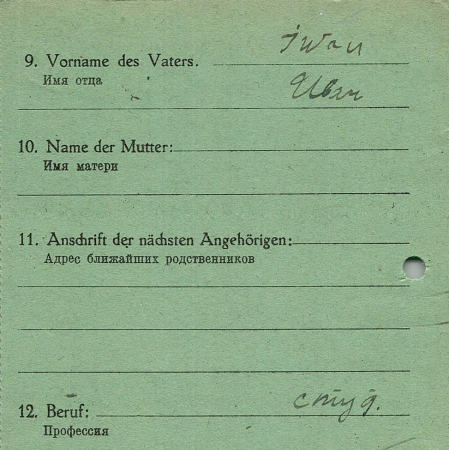 9. Vorname des Vaters. Iwan
Имя отца Иван
10. Name der Mutter:
Имя матери
11. Anschrift der nächsten Angehörigen:
Адрес ближайших родственников
12. Beruf: студ.
Профессия